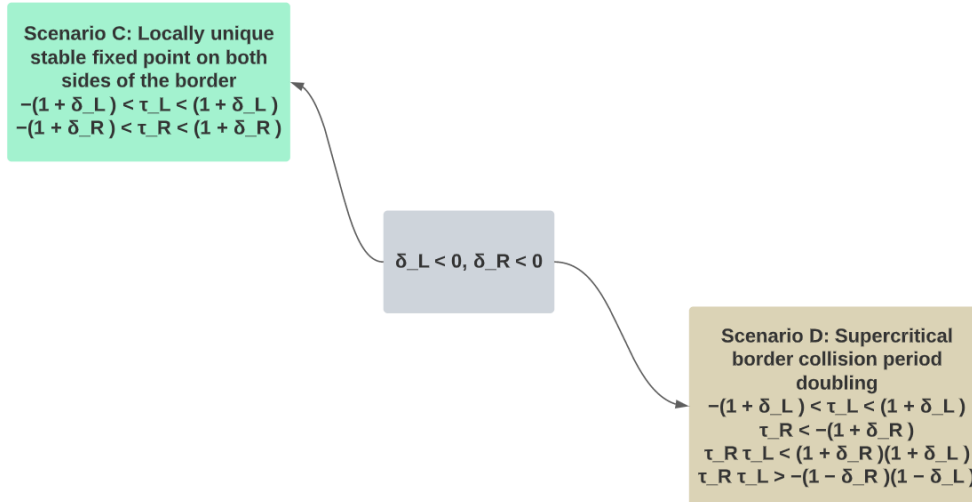 Scenario C: Locally unique
stable fixed point on both
sides of the border
−(1 + δ_L ) < τ_L < (1 + δ_L )
−(1 + δ_R ) < τ_R < (1 + δ_R )
δ_L < 0, δ_R < 0
Scenario D: Supercritical
border collision period
doubling
−(1 + δ_L ) < τ_L < (1 + δ_L )
τ_R < −(1 + δ_R )
τ_R τ_L < (1 + δ_R )(1 + δ_L )
τ_R τ_L > −(1 − δ_R )(1 − δ_L )